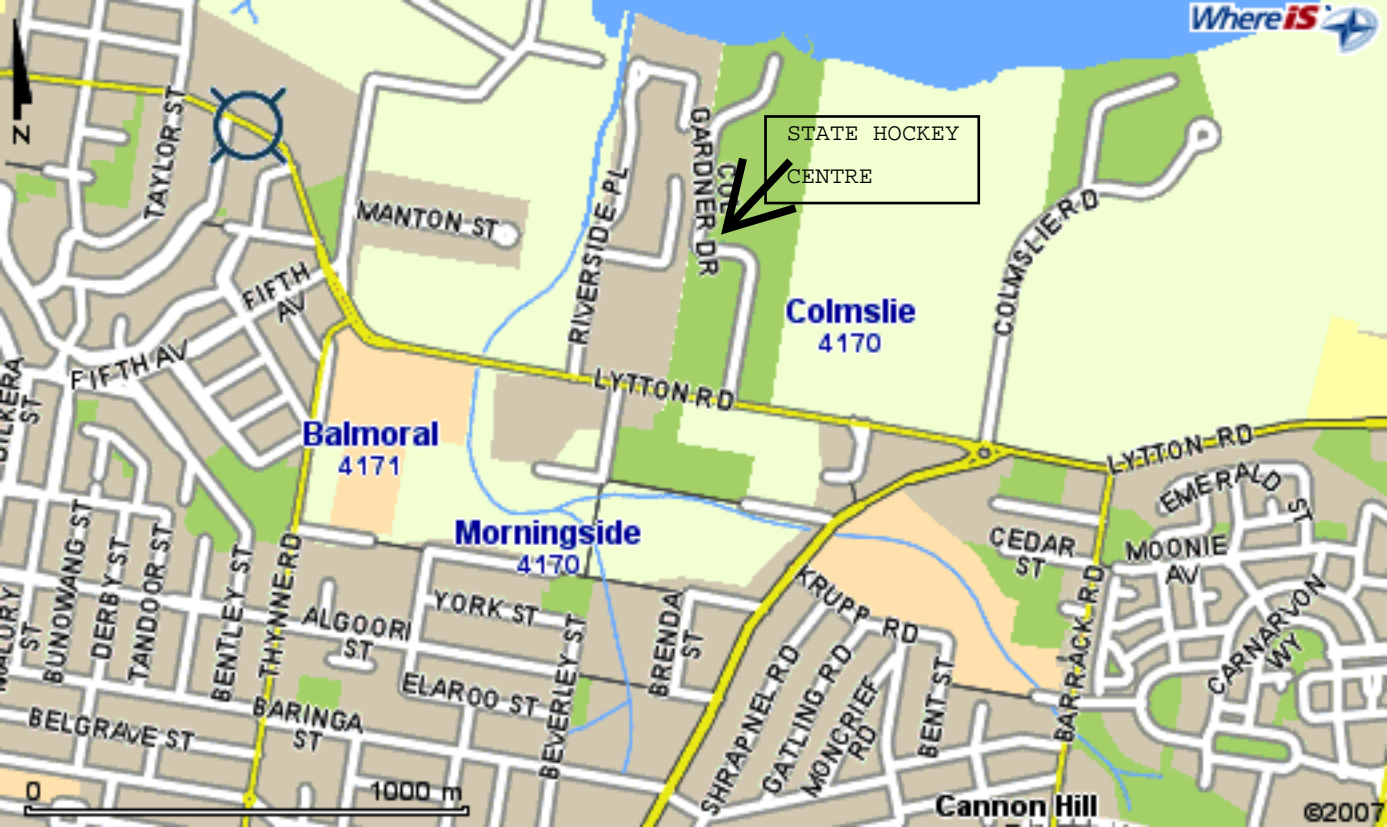 WhereiS
N
TAYLOR ST
GARDNER DR
STATE HOCKEY
CENTRE
MANTON ST
RIVERSIDE PL
COLMSLIE RD
FIFTH
AV
Colmslie
4170
FIFTH AV
LYTTON RD
Balmoral
4171
LYTTON RD
EMERALD
ST
Morningside
4170
CEDAR
ST
MOONIE
AV
BUNOWANG ST
DERBY ST
TANDOOR ST
BENTLEY ST
THYNNE RD
ALGOORI
ST
YORK ST
BRENDA
ST
KRUPP RD
BARRACK RD
CARNARVON
WY
ELAROO ST
BEVERLEY ST
SHRAPNEL RD
GATLING RD
MONCRIEF
RD
BENT ST
BELGRAVE ST
BARINGA
ST
0
1000 m
Cannon Hill
©2007